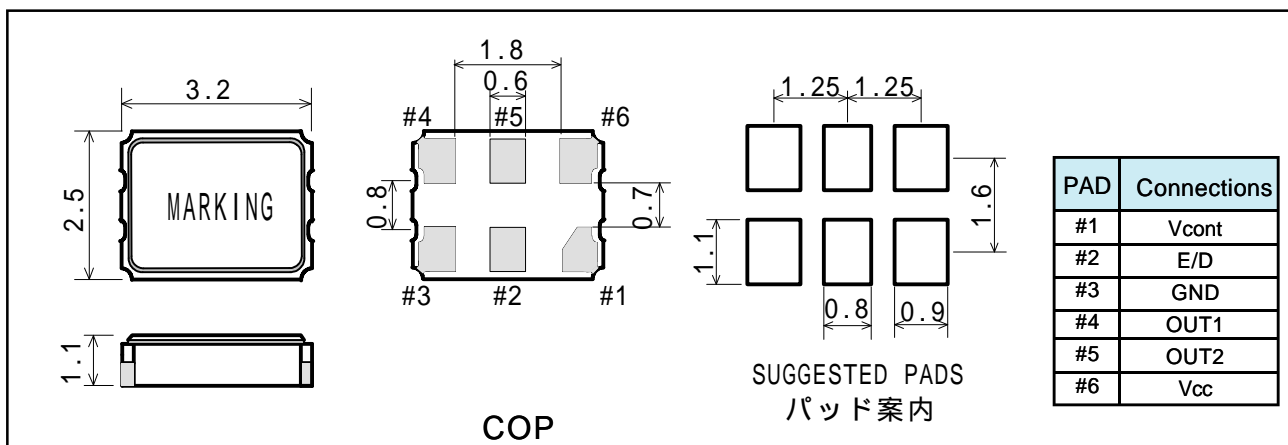 3.2
2.5
MARKING
1.1
1.8
0.6
#4 #5 #6
0.8
0.7
#3 #2 #1
COP
1.25 1.25
1.6
1.1
0.8 0.9
SUGGESTED PADS
パッド案内
PAD Connections
#1 Vcont
#2 E/D
#3 GND
#4 OUT1
#5 OUT2
#6 Vcc